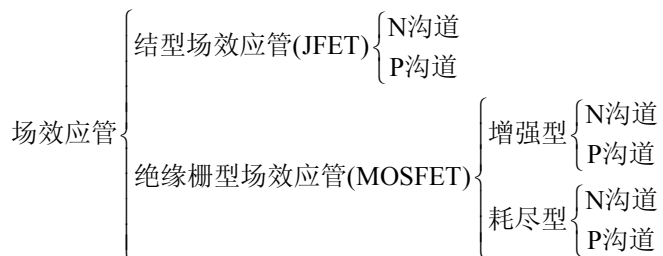 场效应管
结型场效应管(JFET)
N沟道
P沟道
绝缘栅型场效应管(MOSFET)
增强型
N沟道
P沟道
耗尽型
N沟道
P沟道